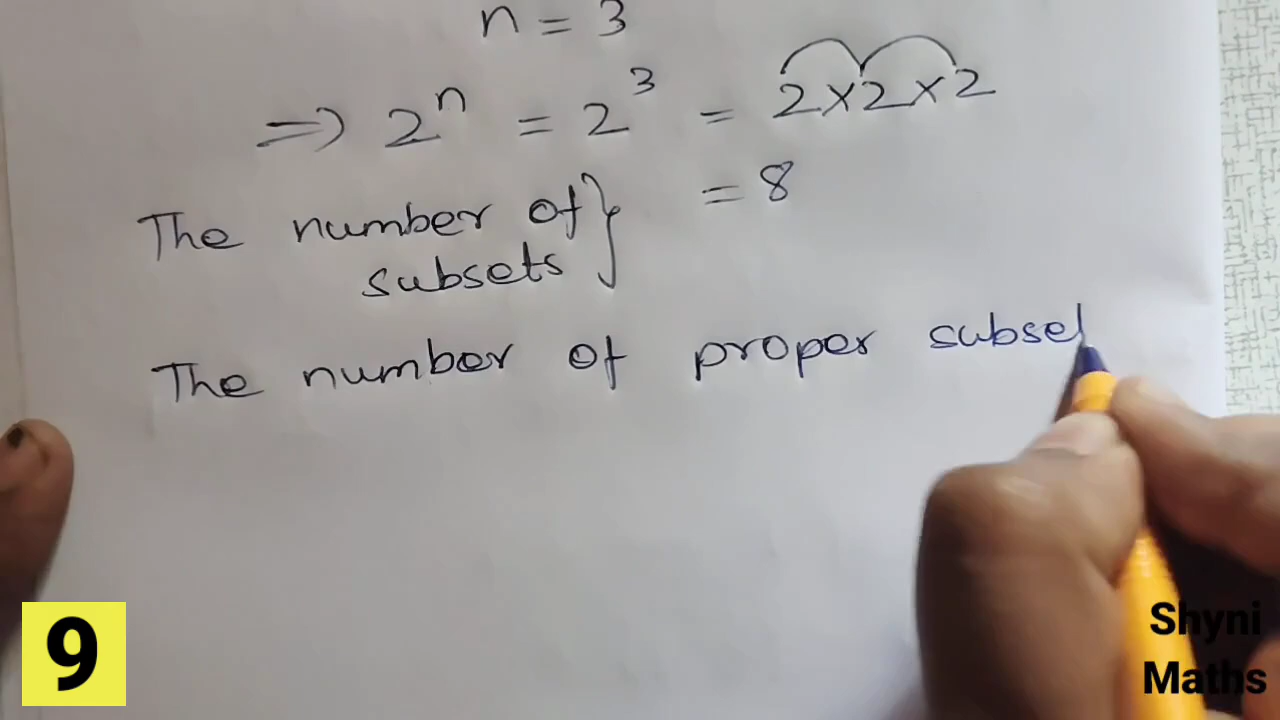 n = 3
⇒ 2ⁿ = 2³ = 2×2×2
The number of } = 8
subsets
The number of proper subset
9
Shyni
Maths